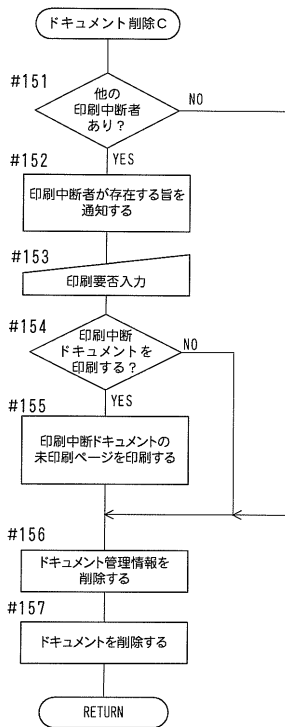 ドキュメント削除C
#151
他の
印刷中断者
あり?
NO
YES
#152
印刷中断者が存在する旨を
通知する
#153
印刷要否入力
#154
印刷中断
ドキュメントを
印刷する?
NO
YES
#155
印刷中断ドキュメントの
未印刷ページを印刷する
#156
ドキュメント管理情報を
削除する
#157
ドキュメントを削除する
RETURN